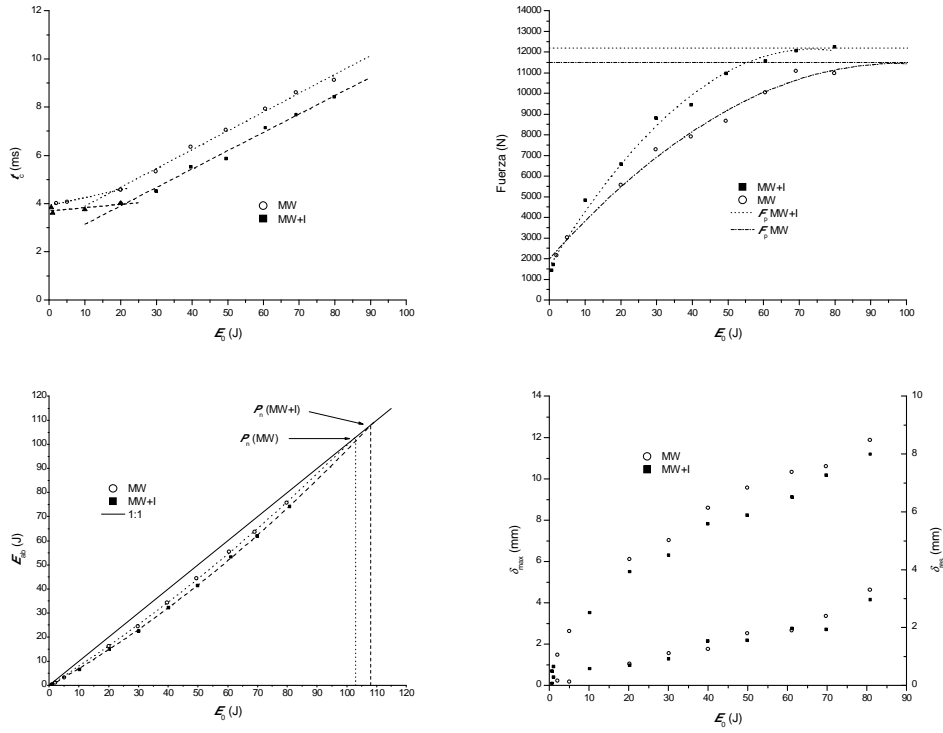 12
10
8
6
4
2
0
t_c (ms)
MW
MW+I
0 10 20 30 40 50 60 70 80 90 100
E_0 (J)
14000
13000
12000
11000
10000
9000
8000
7000
6000
5000
4000
3000
2000
1000
0
Fuerza (N)
MW+I
MW
F_p MW+I
F_p MW
0 10 20 30 40 50 60 70 80 90 100
E_0 (J)
120
110
100
90
80
70
60
50
40
30
20
10
0
E_ab (J)
P_n (MW+I)
P_n (MW)
MW
MW+I
1:1
0 10 20 30 40 50 60 70 80 90 100 110 120
E_0 (J)
14
12
10
8
6
4
2
0
δ_max (mm)
MW
MW+I
10
8
6
4
2
0
(mm)
0 10 20 30 40 50 60 70 80 90
E_0 (J)